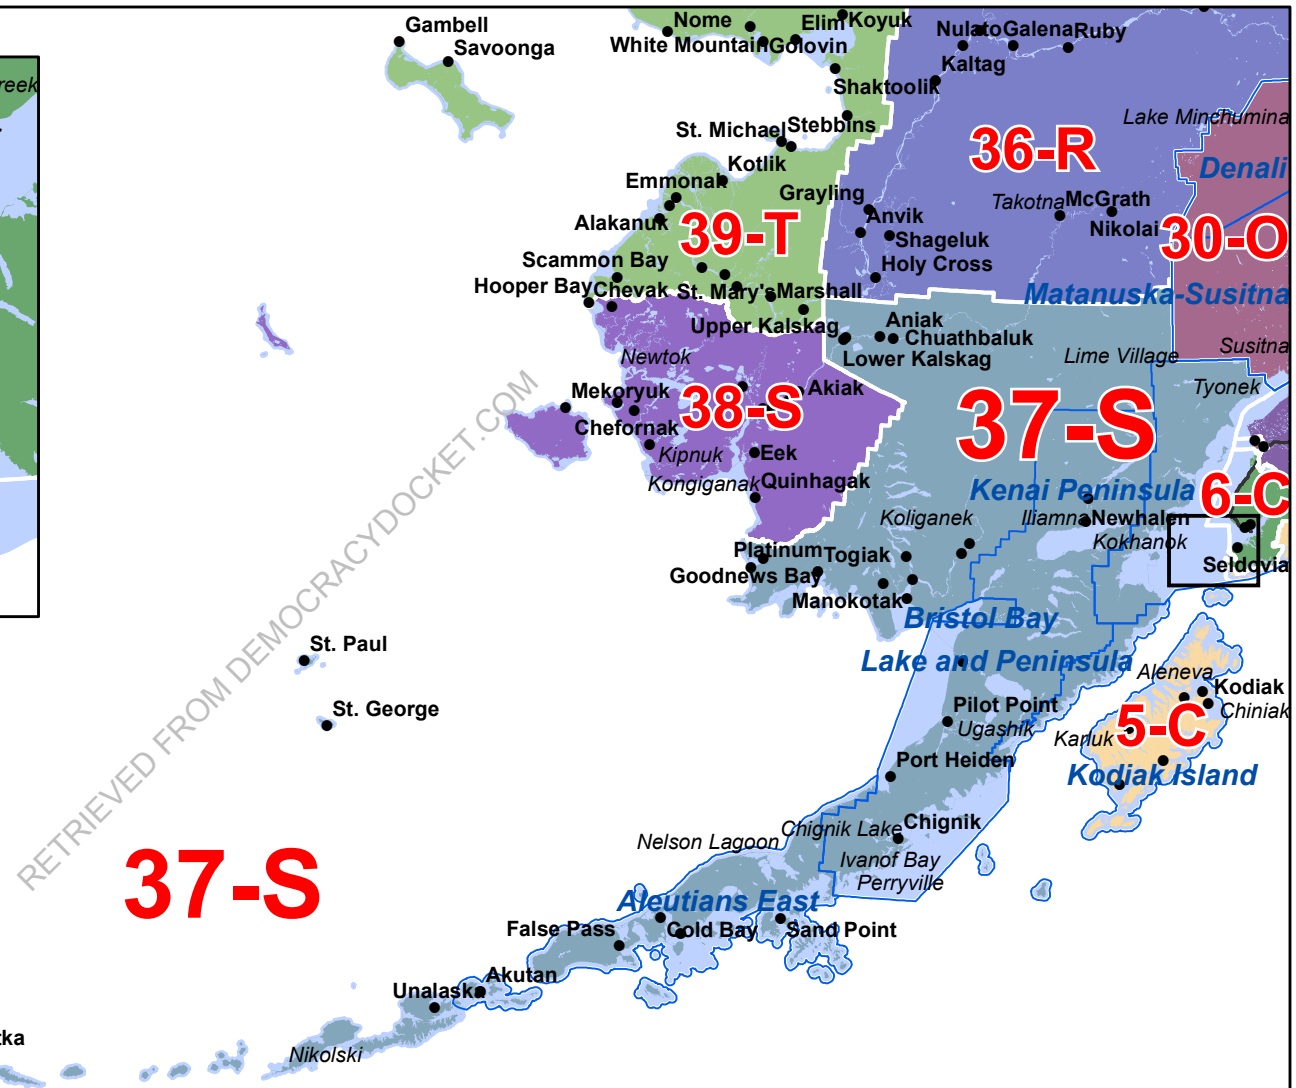 Gambell
Savoonga
Nome
Elim
Koyuk
White Mountain
Golovin
Nulato
Galena
Ruby
Kaltag
Shaktoolik
reek
Lake Minchumina
St. Michael
Stebbins
36-R
Denali
Kotlik
Emmonak
Grayling
Takotna
McGrath
Alakanuk
39-T
Anvik
Nikolai
30-O
Shageluk
Scammon Bay
Holy Cross
Hooper Bay
Chevak
St. Mary's
Marshall
Matanuska-Susitna
Upper Kalskag
Aniak
Chuathbaluk
Newtok
Lower Kalskag
Lime Village
Susitna
Mekoryuk
Akiak
Tyonek
38-S
37-S
Chefornak
Kipnuk
Eek
Kongiganak
Quinhagak
Kenai Peninsula
6-C
Koliganek
Iliamna
Newhalen
Kokhanok
Platinum
Togiak
Seldovia
Goodnews Bay
Manokotak
Bristol Bay
St. Paul
Lake and Peninsula
Aleneva
Kodiak
St. George
Pilot Point
Chiniak
Ugashik
Karluk
5-C
Port Heiden
Kodiak Island
Chignik Lake
Chignik
Nelson Lagoon
Ivanof Bay
Perryville
37-S
Aleutians East
False Pass
Cold Bay
Sand Point
Akutan
Unalaska
tka
Nikolski
RETRIEVED FROM DEMOCRACYDOCKET.COM